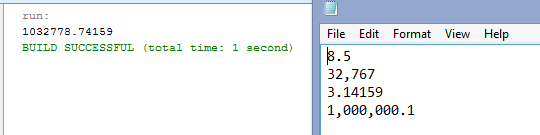 run:
1032778.74159
BUILD SUCCESSFUL (total time: 1 second)
File Edit Format View Help
8.5
32,767
3.14159
1,000,000.1